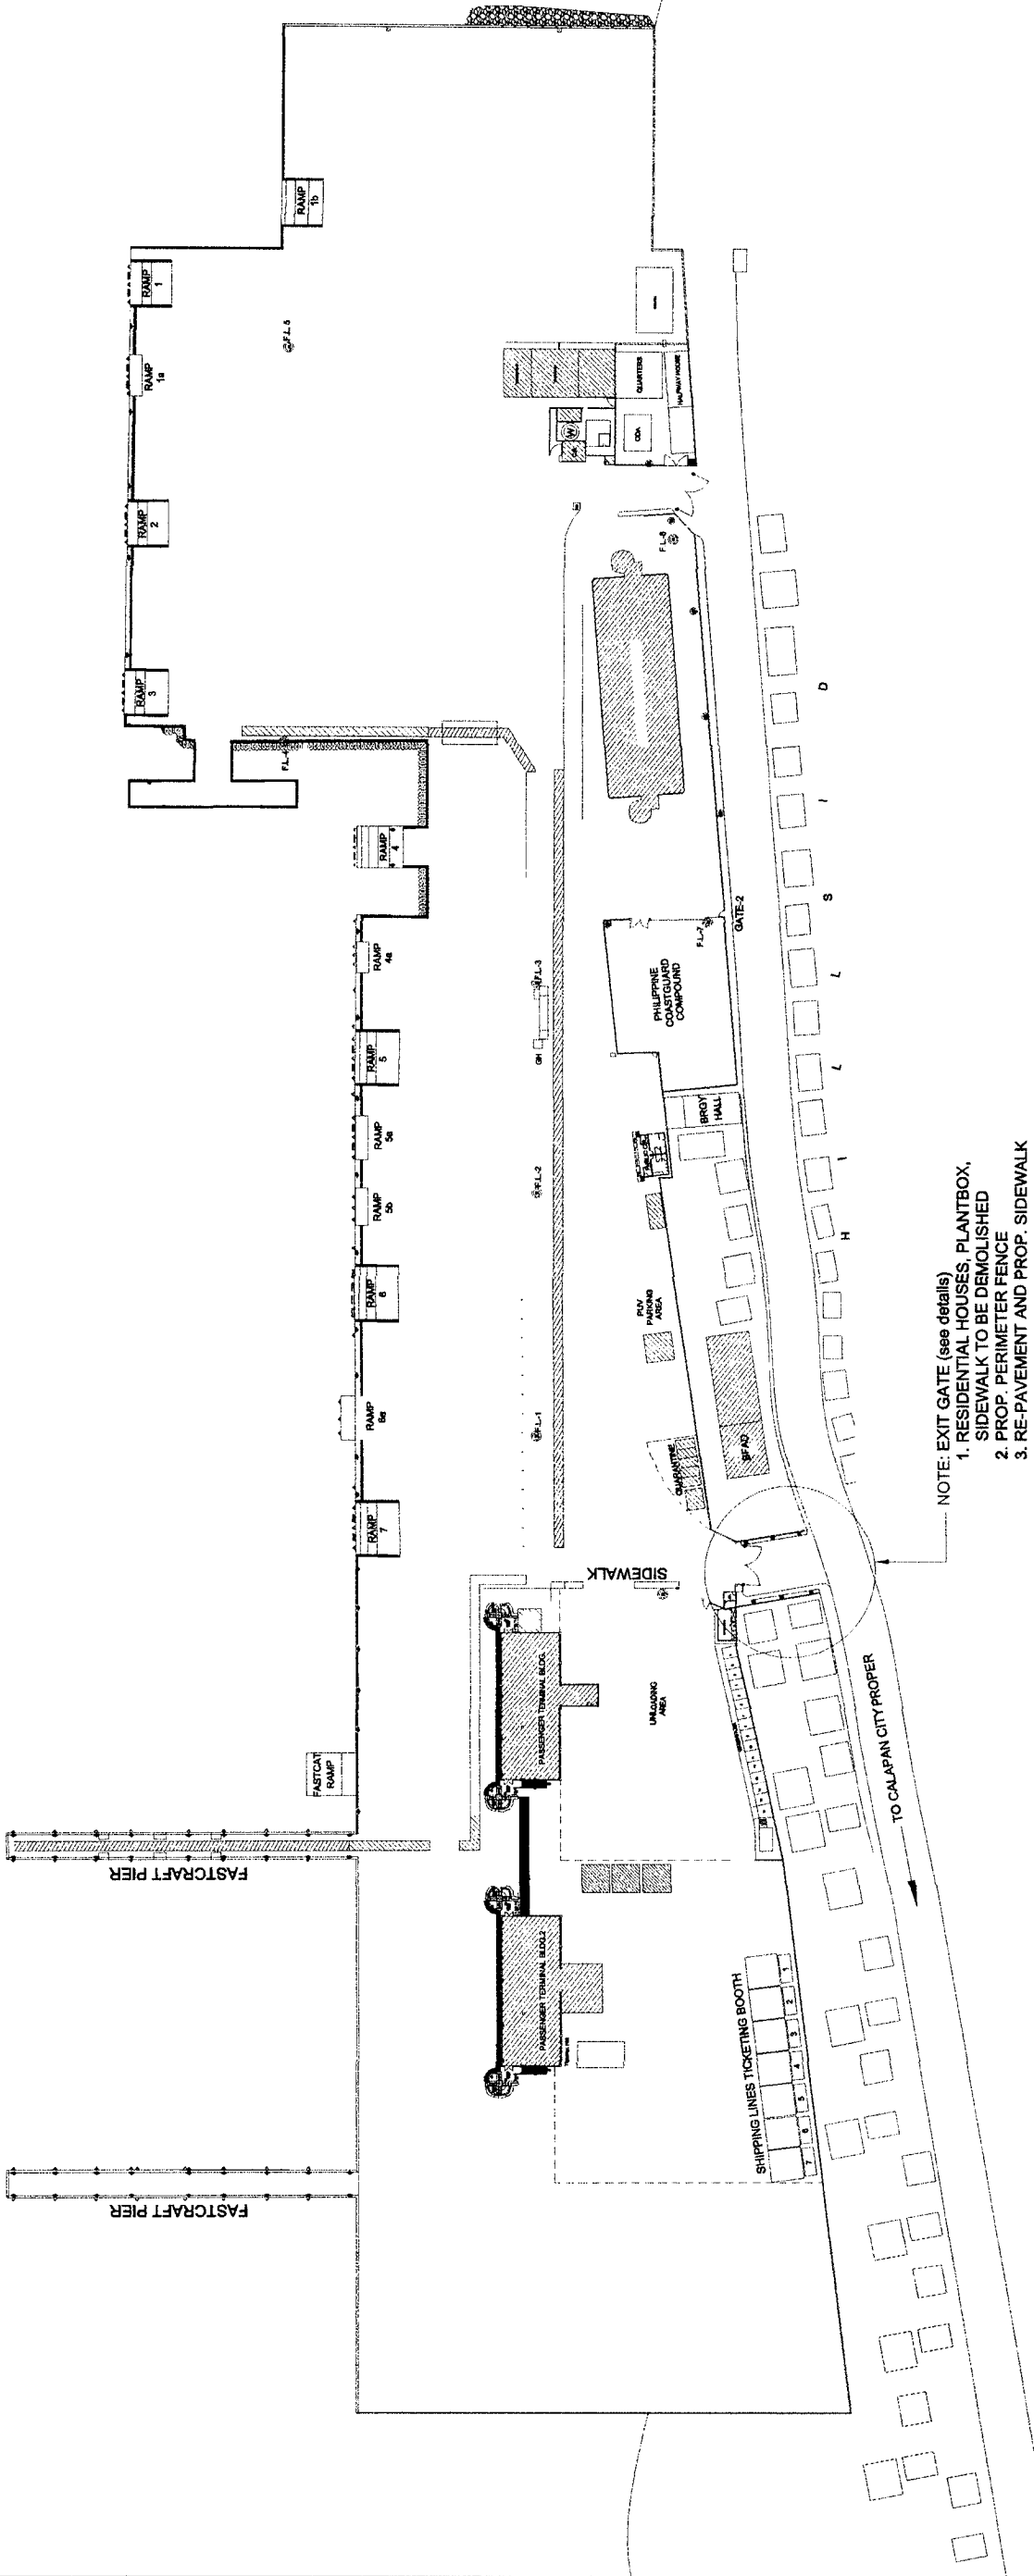 FASTCRAFT PIER
FASTCRAFT PIER
FASTCAT
RAMP
RAMP
7
RAMP
6a
RAMP
6
RAMP
5b
RAMP
5a
RAMP
5
RAMP
4a
RAMP
4
RAMP
3
RAMP
2
RAMP
1a
RAMP
1
RAMP
1b
F.L.-5
F.L.-4
F.L.-3
GH
F.L.-2
F.L.-1
SIDEWALK
PASSENGER TERMINAL BLDG.2
PASSENGER TERMINAL BLDG.
UNLOADING
AREA
QUARANTINE
PUV
PARKING
AREA
BFAD
BRGY
HALL
PHILIPPINE
COASTGUARD
COMPOUND
F.L.-7
GATE-2
F.L.-6
W
QUARTERS
HALFWAY HOUSE
SHIPPING LINES TICKETING BOOTH
7
6
5
4
3
2
1
TO CALAPAN CITY PROPER
H I L L S I D
NOTE: EXIT GATE (see details)
1. RESIDENTIAL HOUSES, PLANTBOX,
SIDEWALK TO BE DEMOLISHED
2. PROP. PERIMETER FENCE
3. RE-PAVEMENT AND PROP. SIDEWALK